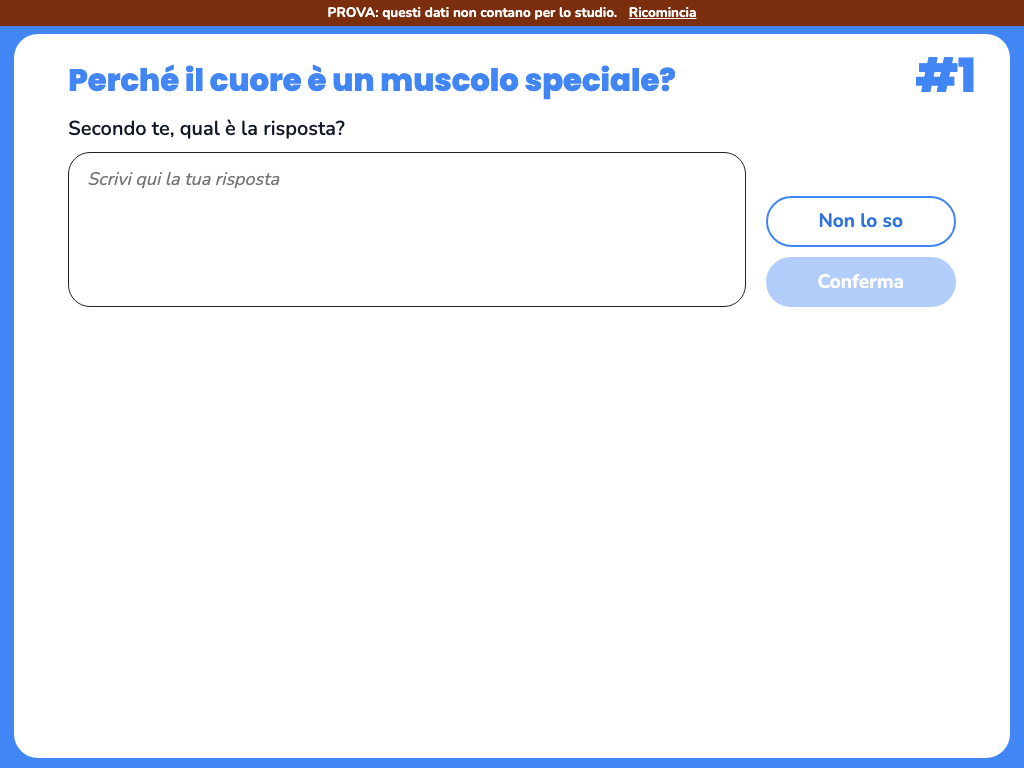 PROVA: questi dati non contano per lo studio. Ricomincia
Perché il cuore è un muscolo speciale?
#1
Secondo te, qual è la risposta?
Scrivi qui la tua risposta
Non lo so
Conferma